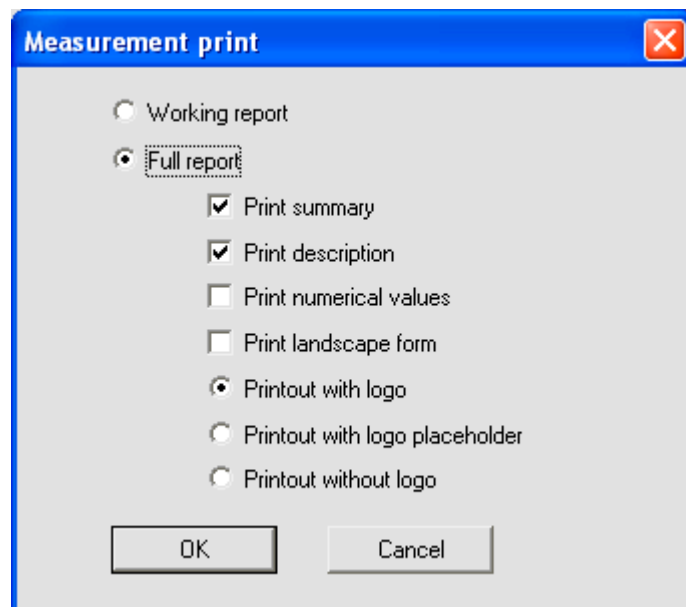 Measurement print
Working report
Full report
Print summary
Print description
Print numerical values
Print landscape form
Printout with logo
Printout with logo placeholder
Printout without logo
OK Cancel